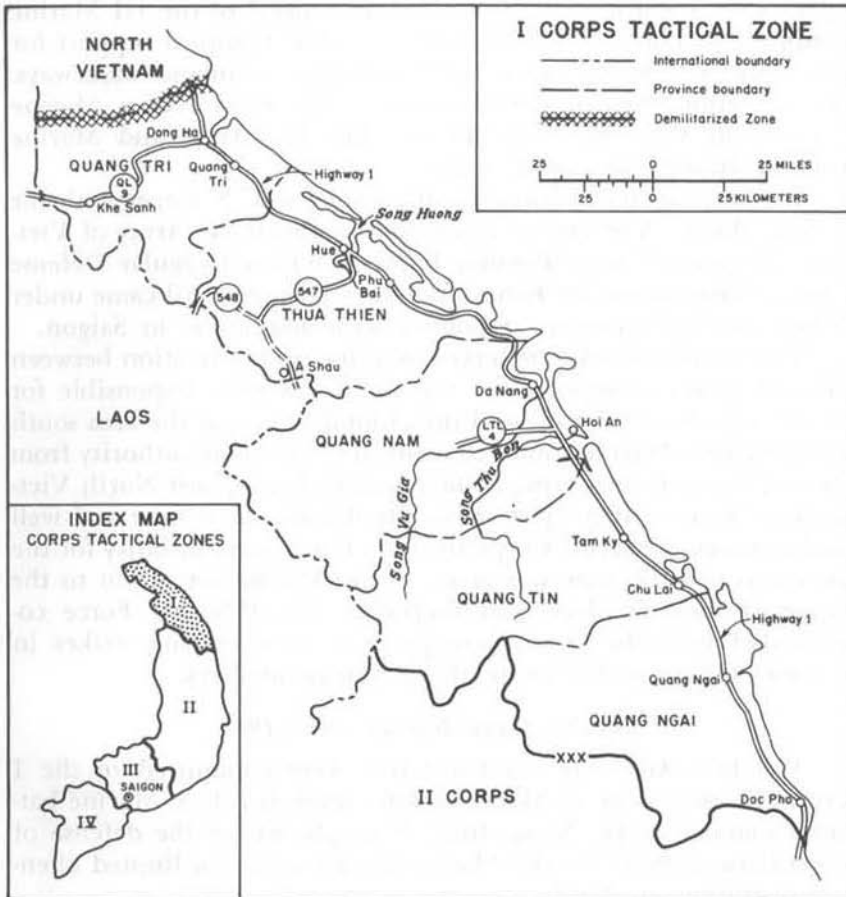 I CORPS TACTICAL ZONE
International boundary
Province boundary
Demilitarized Zone
25 0 25 MILES
25 0 25 KILOMETERS
NORTH
VIETNAM
Dong Ha
QUANG TRI
Quang
Tri
Highway 1
QL
9
Khe Sanh
Song Huong
Hue
Phu
Bai
548
547
THUA THIEN
A Shau
LAOS
Da Nang
QUANG NAM
LTL
4
Hoi An
Song Vu Gia
Song Thu Bon
Tam Ky
QUANG TIN
Chu Lai
Highway 1
Quang Ngai
QUANG NGAI
XXX
II CORPS
Doc Pho
INDEX MAP
CORPS TACTICAL ZONES
I
II
III
SAIGON
IV